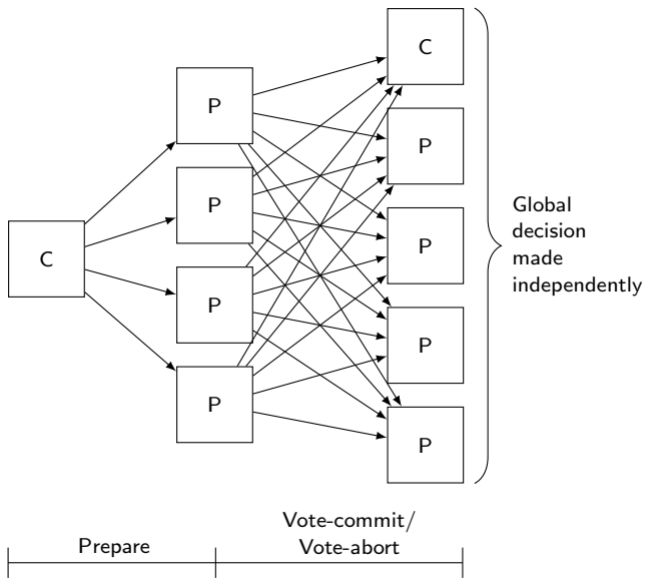 C
P
P
P
P
C
P
P
P
P
Global
decision
made
independently
Prepare
Vote-commit/
Vote-abort